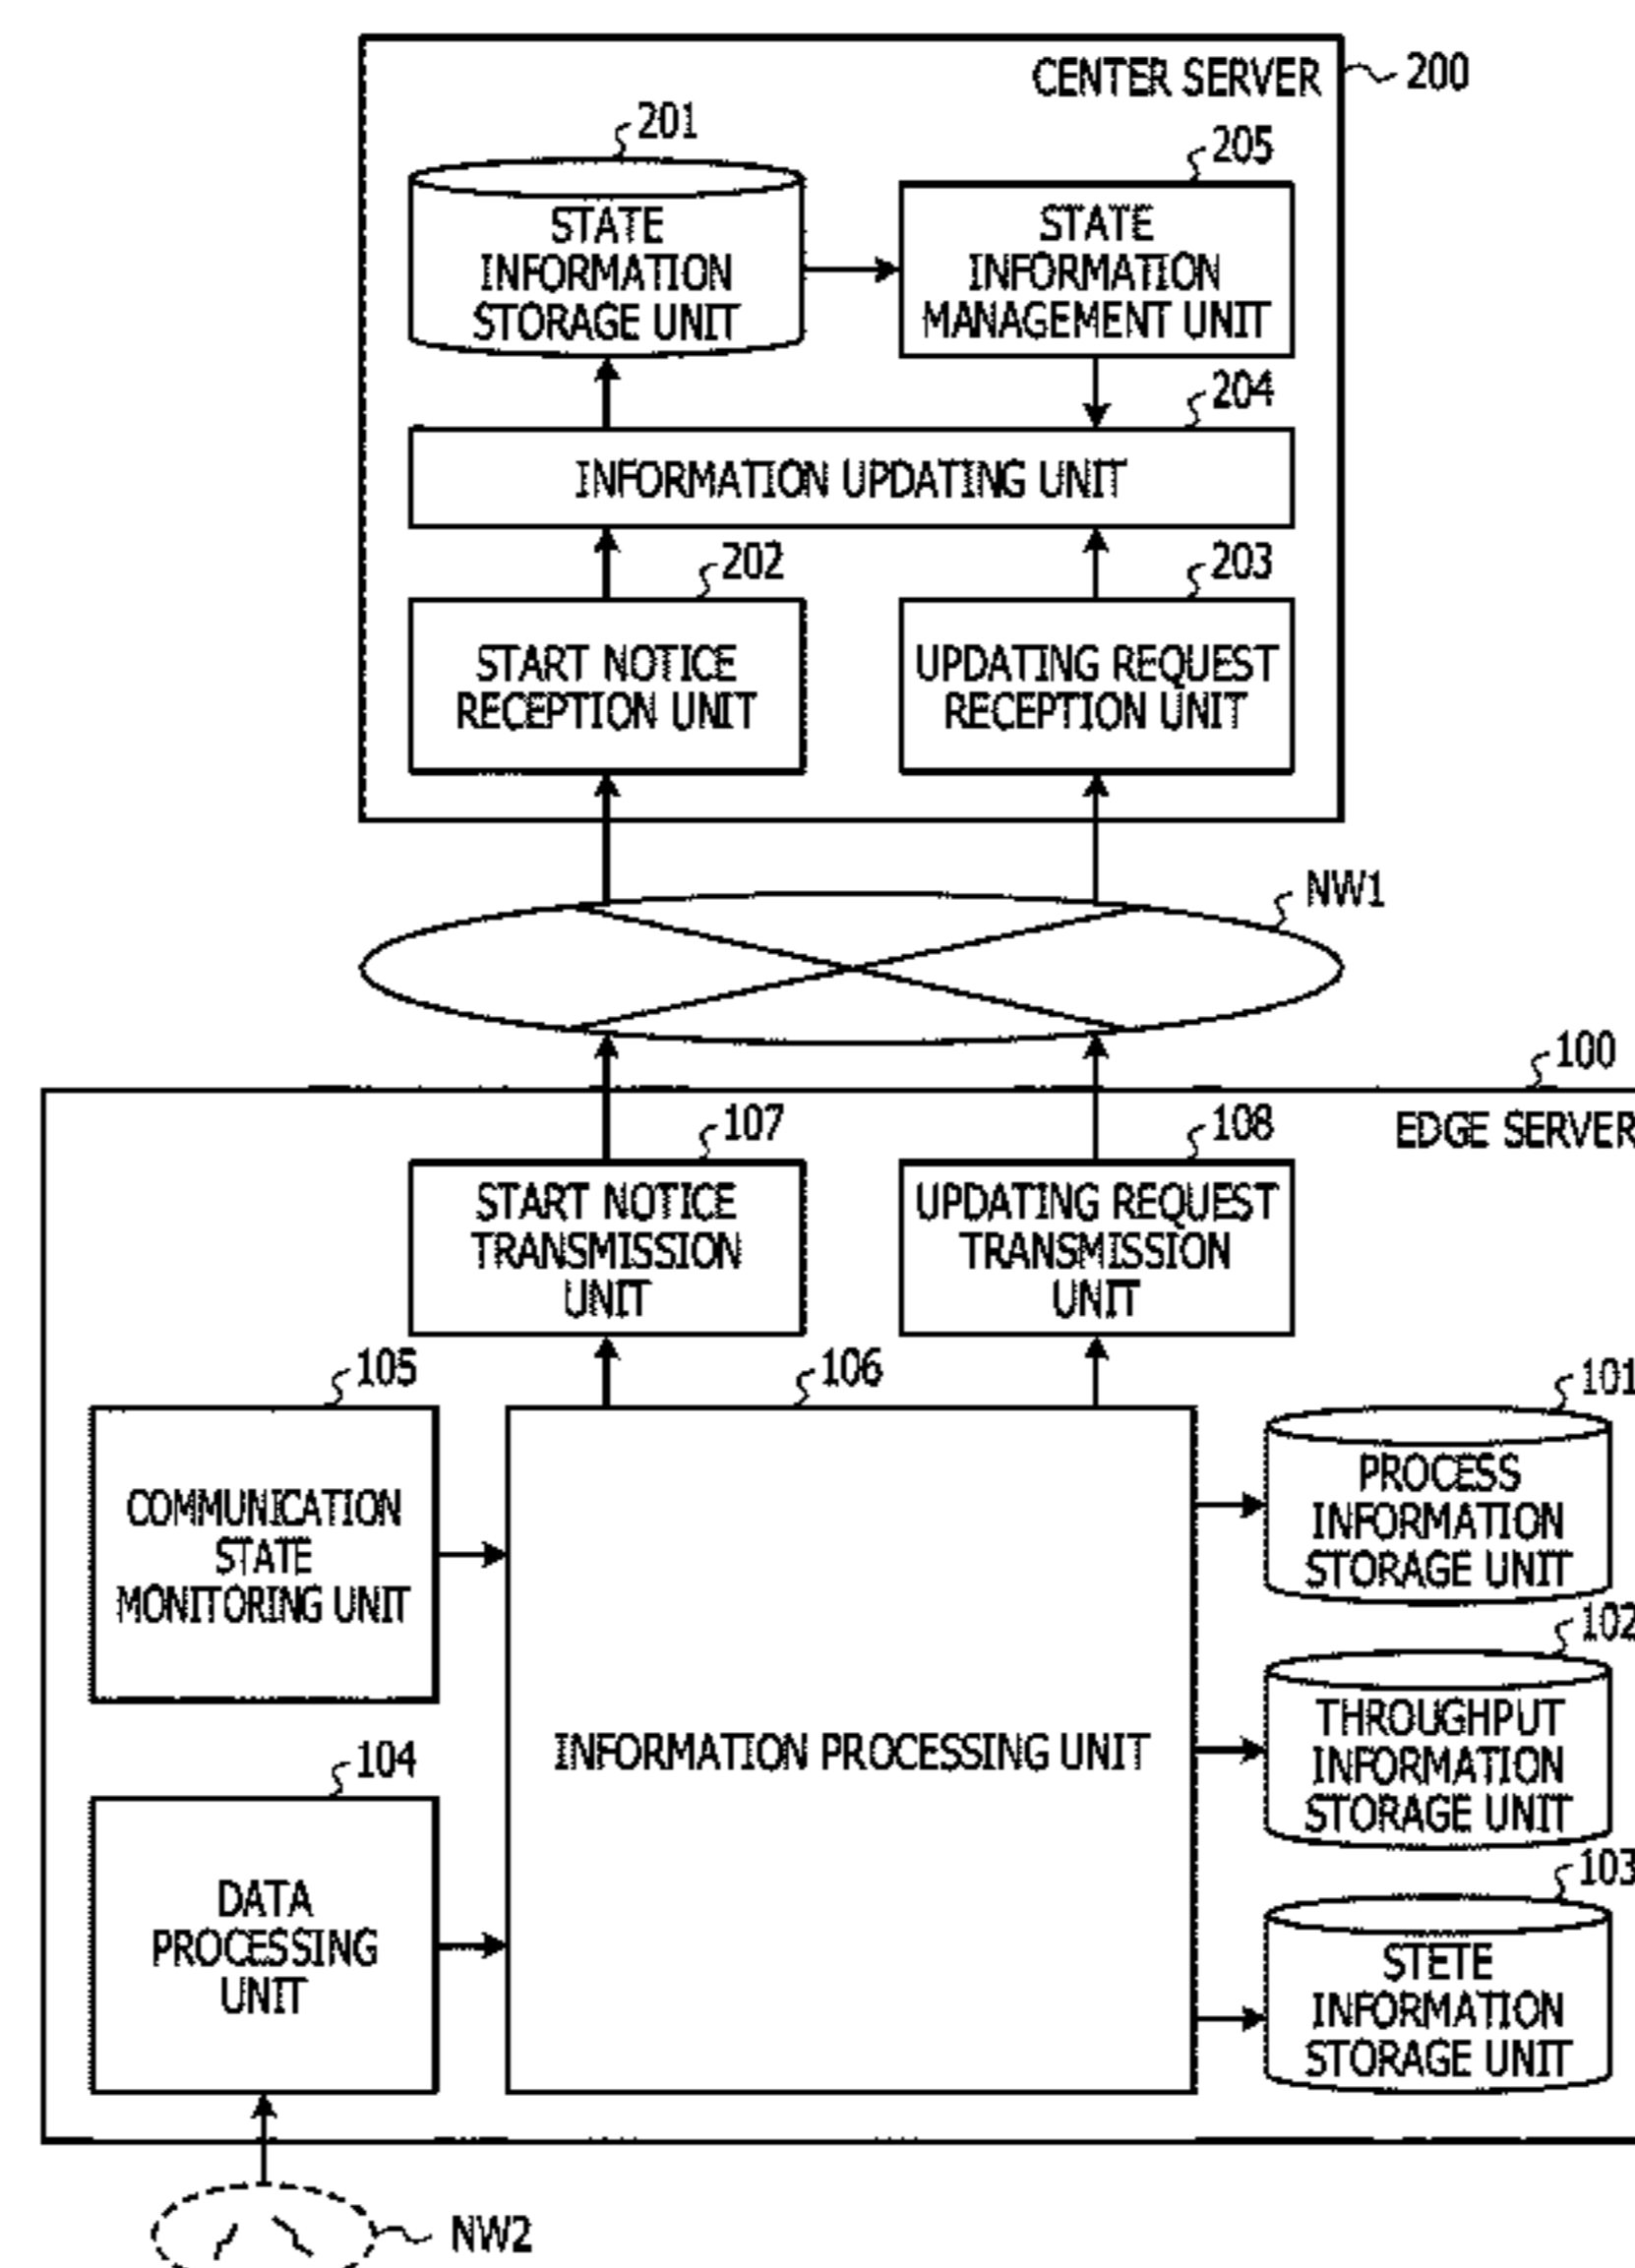 CENTER SERVER
200
201
205
STATE
INFORMATION
STORAGE UNIT
STATE
INFORMATION
MANAGEMENT UNIT
204
INFORMATION UPDATING UNIT
202
203
START NOTICE
RECEPTION UNIT
UPDATING REQUEST
RECEPTION UNIT
NW1
100
EDGE SERVER
107
108
START NOTICE
TRANSMISSION
UNIT
UPDATING REQUEST
TRANSMISSION
UNIT
105
106
101
COMMUNICATION
STATE
MONITORING UNIT
PROCESS
INFORMATION
STORAGE UNIT
102
THROUGHPUT
INFORMATION
STORAGE UNIT
INFORMATION PROCESSING UNIT
104
103
DATA
PROCESSING
UNIT
STETE
INFORMATION
STORAGE UNIT
NW2